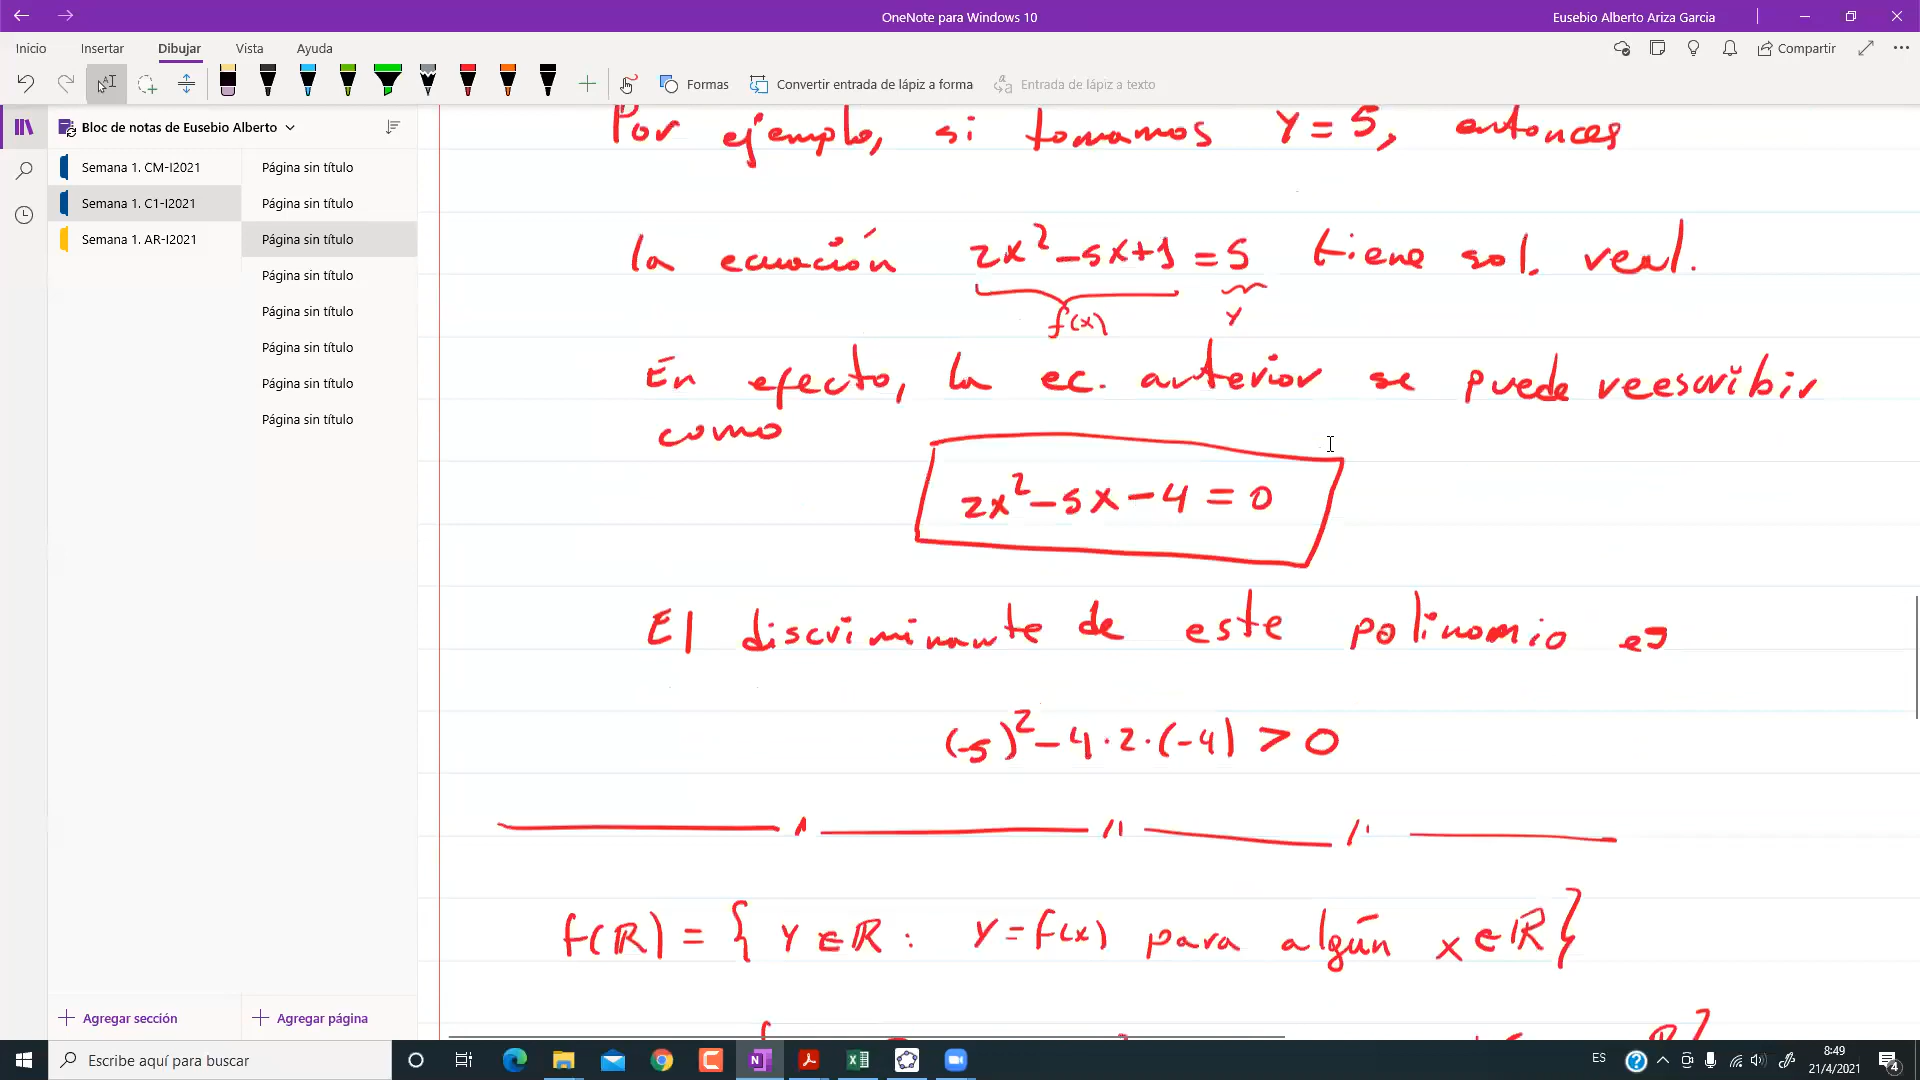 OneNote para Windows 10
Eusebio Alberto Ariza Garcia
Inicio Insertar Dibujar Vista Ayuda
Compartir
Formas
Convertir entrada de lápiz a forma
Entrada de lápiz a texto
Bloc de notas de Eusebio Alberto
Semana 1. CM-I2021
Semana 1. C1-I2021
Semana 1. AR-I2021
Página sin título
Página sin título
Página sin título
Página sin título
Página sin título
Página sin título
Página sin título
Página sin título
Por ejemplo, si tomamos Y = 5, entonces
la ecuación 2x² - 5x + 1 = 5 tiene sol. real.
f(x) Y
En efecto, la ec. anterior se puede reescribir
como
2x² - 5x - 4 = 0
El discriminante de este polinomio es
(-5)² - 4 · 2 · (-4) > 0
f(ℝ) = { Y ∈ ℝ : Y = f(x) para algún x ∈ ℝ }
Agregar sección
Agregar página
Escribe aquí para buscar
ES
8:49
21/4/2021
4